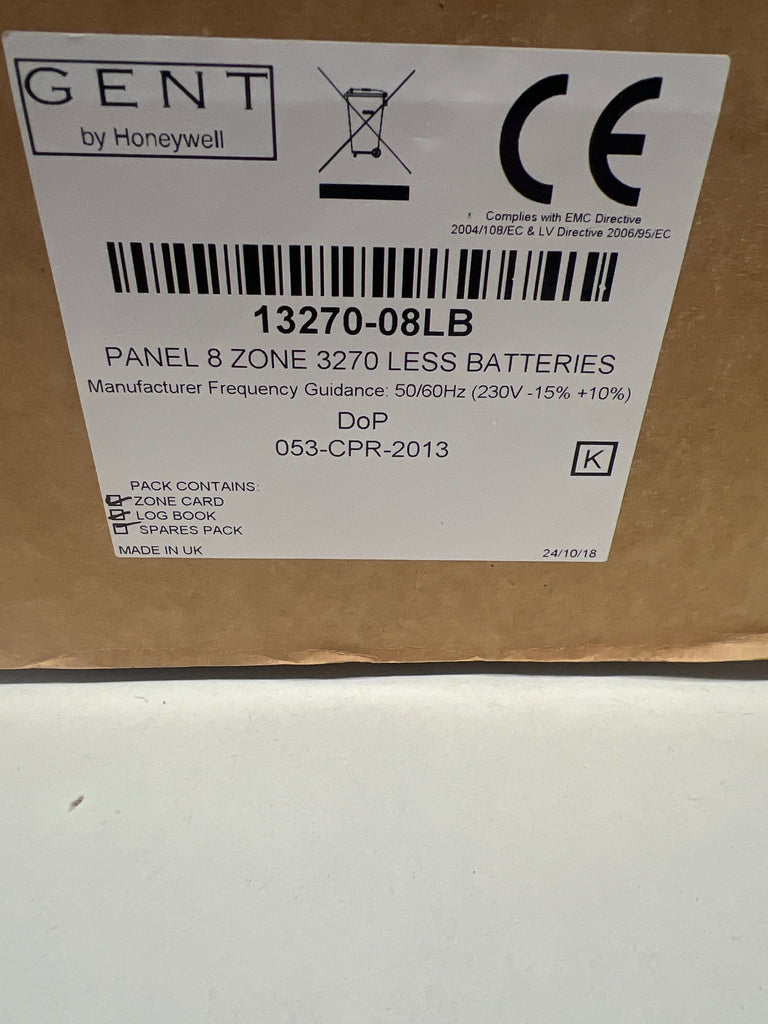 GENT
by Honeywell
CE
Complies with EMC Directive
2004/108/EC & LV Directive 2006/95/EC
13270-08LB
PANEL 8 ZONE 3270 LESS BATTERIES
Manufacturer Frequency Guidance: 50/60Hz (230V -15% +10%)
DoP
053-CPR-2013
K
PACK CONTAINS:
ZONE CARD
LOG BOOK
SPARES PACK
MADE IN UK
24/10/18